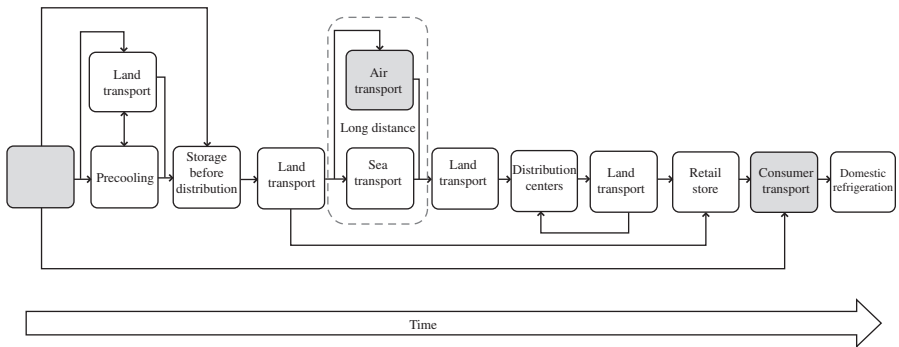 Land
transport
Precooling
Storage
before
distribution
Land
transport
Air
transport
Long distance
Sea
transport
Land
transport
Distribution
centers
Land
transport
Retail
store
Consumer
transport
Domestic
refrigeration
Time